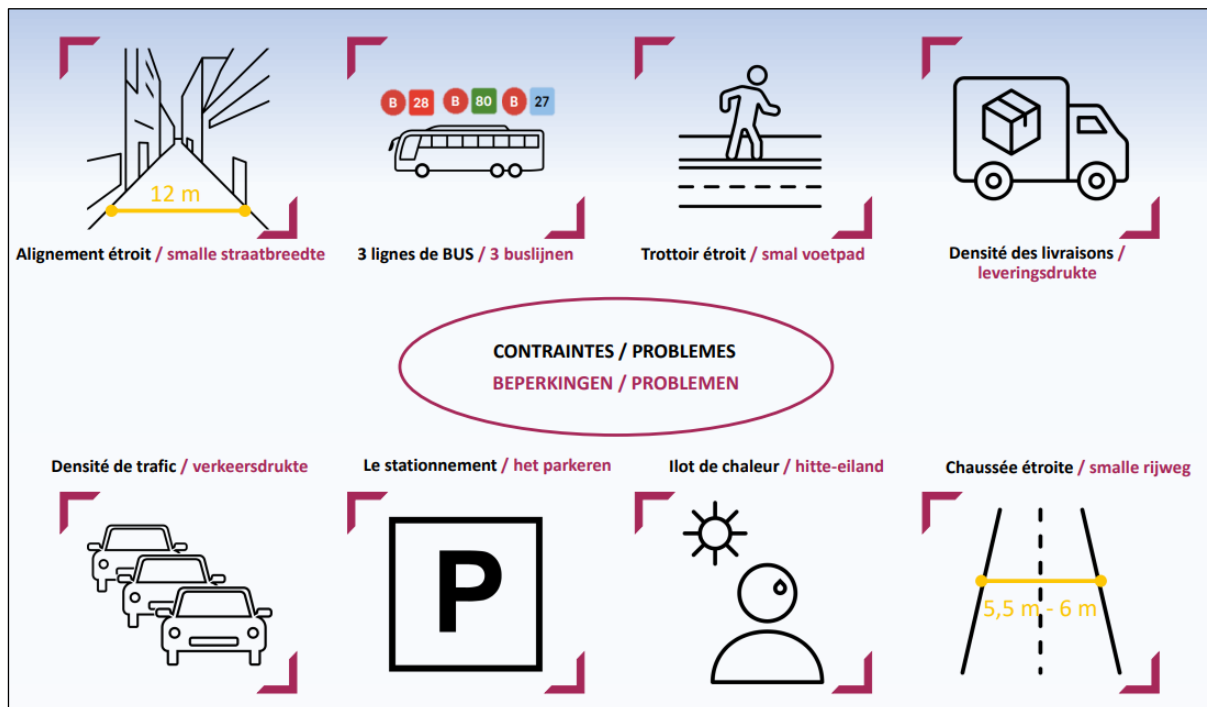 12 m
Alignement étroit / smalle straatbreedte
B 28 B 80 B 27
3 lignes de BUS / 3 buslijnen
Trottoir étroit / smal voetpad
Densité des livraisons /
leveringsdrukte
CONTRAINTES / PROBLEMES
BEPERKINGEN / PROBLEMEN
Densité de trafic / verkeersdrukte
Le stationnement / het parkeren
P
Ilot de chaleur / hitte-eiland
Chaussée étroite / smalle rijweg
5,5 m - 6 m